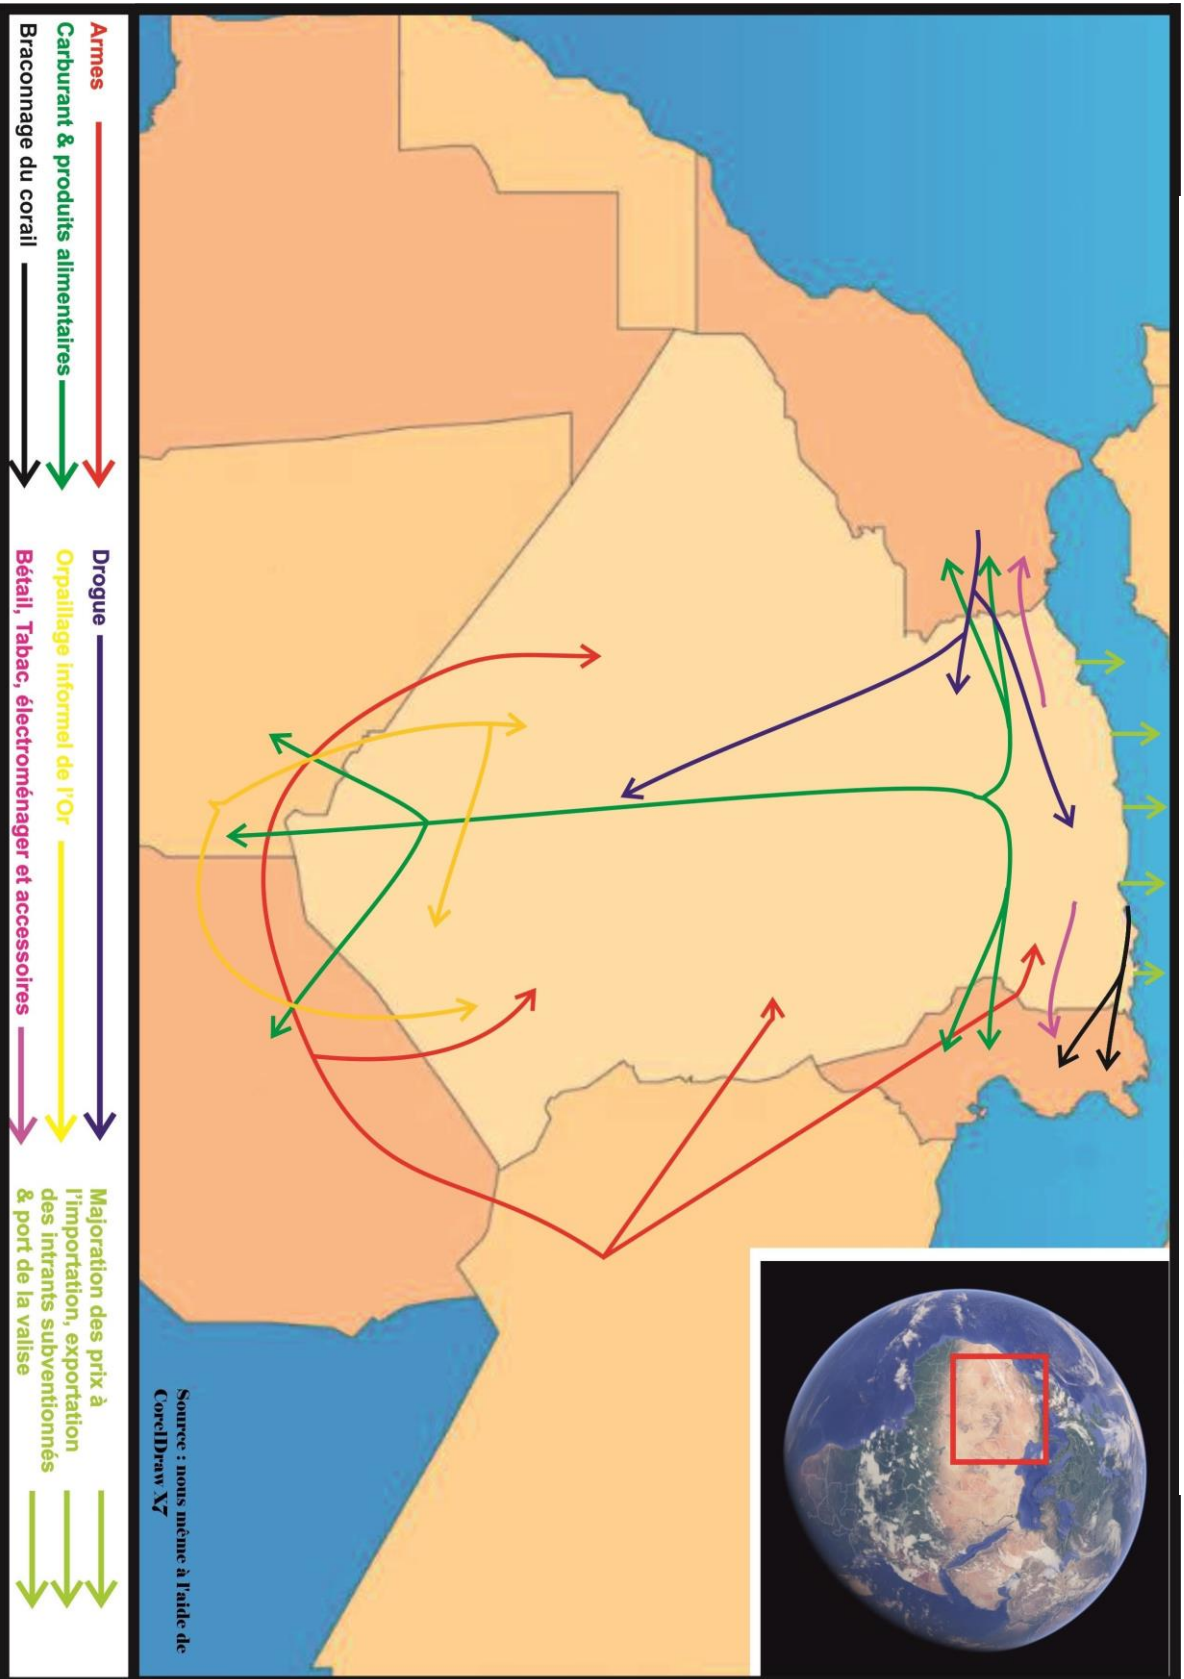 Source : nous même à l'aide de
CorelDraw X7
Armes
Carburant & produits alimentaires
Braconnage du corail
Drogue
Orpaillage informel de l'Or
Bétail, Tabac, électroménager et accessoires
Majoration des prix à
l'importation, exportation
des intrants subventionnés
& port de la valise